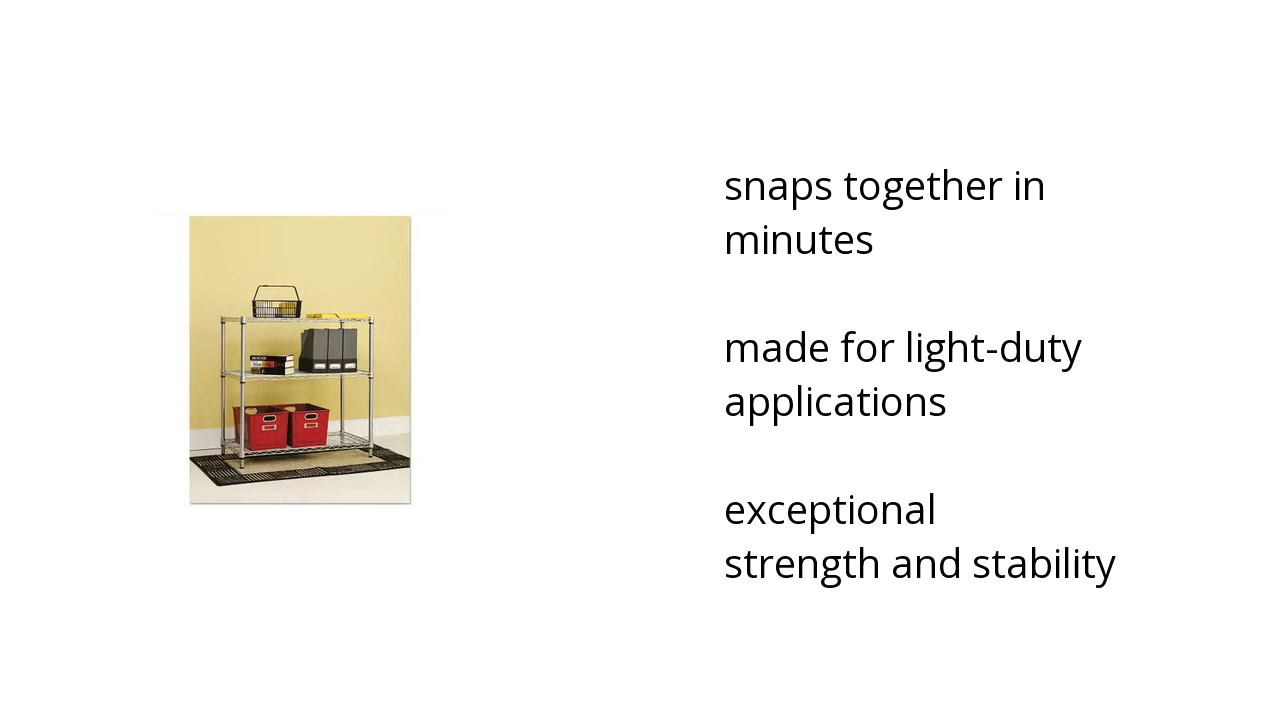 snaps together in
minutes
made for light-duty
applications
exceptional
strength and stability